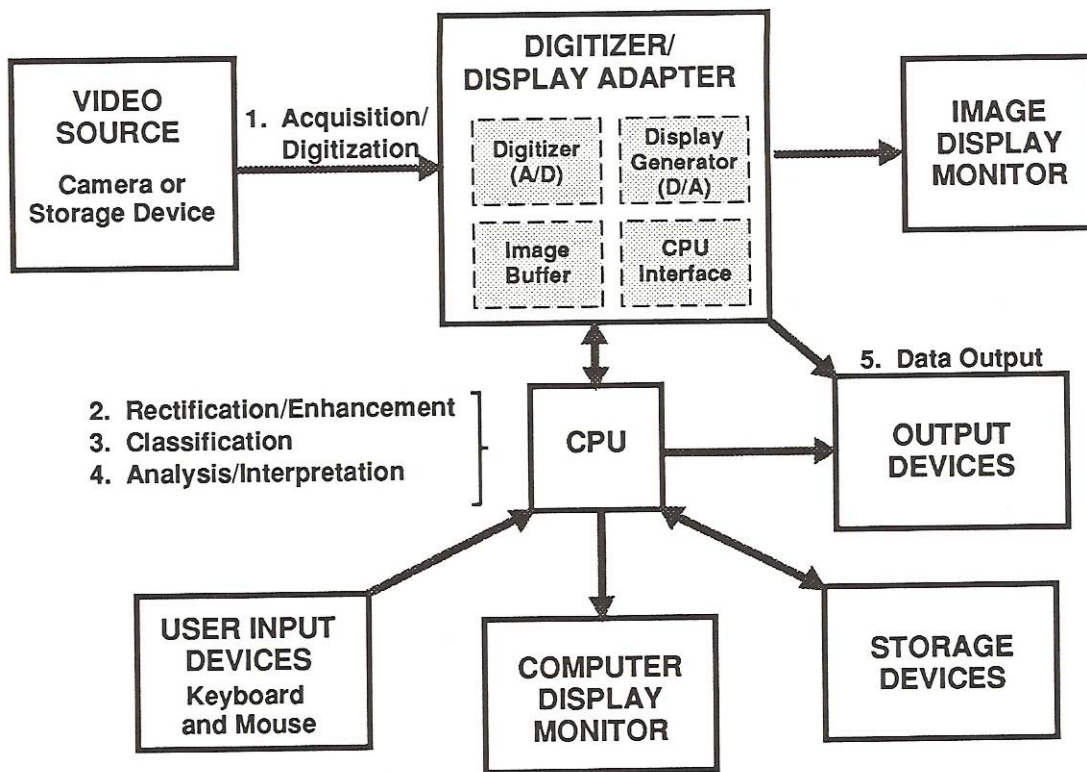 VIDEO
SOURCE
Camera or
Storage Device
1. Acquisition/
Digitization
DIGITIZER/
DISPLAY ADAPTER
Digitizer
(A/D)
Display
Generator
(D/A)
Image
Buffer
CPU
Interface
IMAGE
DISPLAY
MONITOR
5. Data Output
OUTPUT
DEVICES
2. Rectification/Enhancement
3. Classification
4. Analysis/Interpretation
CPU
USER INPUT
DEVICES
Keyboard
and Mouse
COMPUTER
DISPLAY
MONITOR
STORAGE
DEVICES